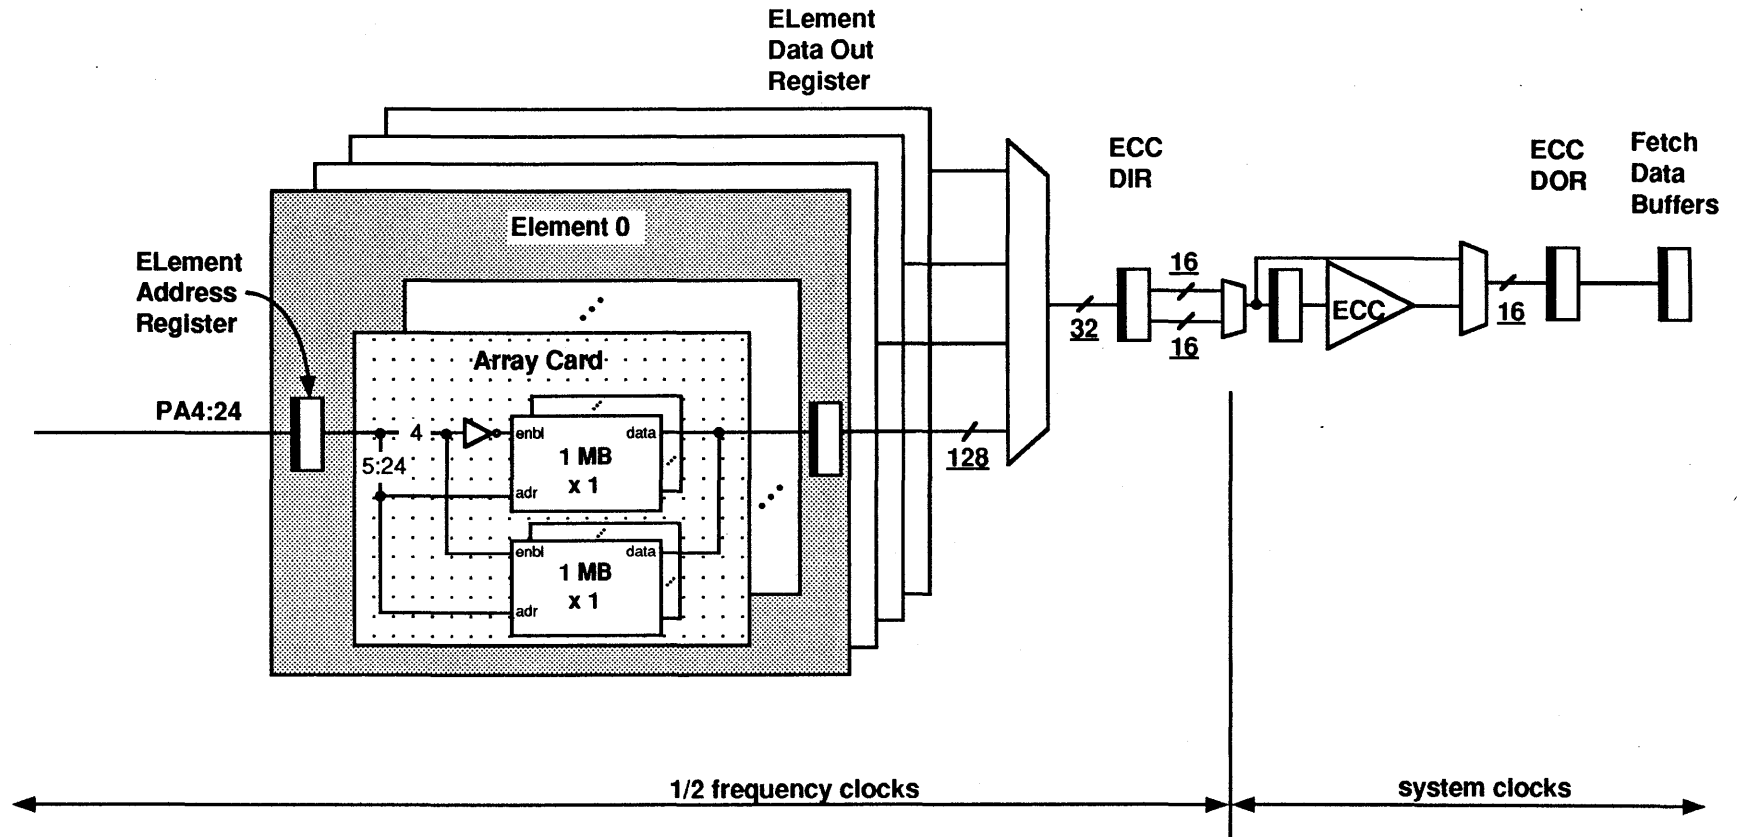 ELement
Data Out
Register
ECC
DIR
ECC
DOR
Fetch
Data
Buffers
Element 0
ELement
Address
Register
Array Card
PA4:24
4
5:24
enbl
data
1 MB
x 1
adr
enbl
data
1 MB
x 1
adr
128
32
16
16
ECC
16
1/2 frequency clocks
system clocks